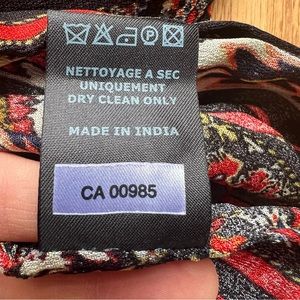 NETTOYAGE A SEC
UNIQUEMENT
DRY CLEAN ONLY
MADE IN INDIA
CA 00985